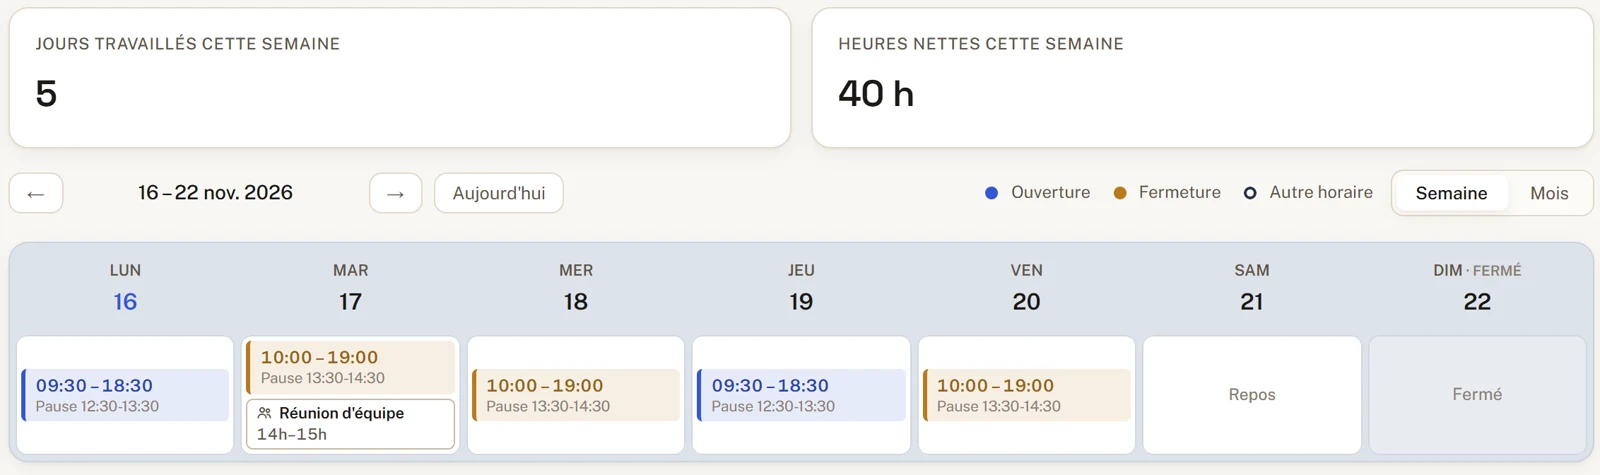 JOURS TRAVAILLÉS CETTE SEMAINE
5
HEURES NETTES CETTE SEMAINE
40 h
← 16 – 22 nov. 2026 → Aujourd'hui
Ouverture Fermeture Autre horaire Semaine Mois
LUN MAR MER JEU VEN SAM DIM · FERMÉ
16 17 18 19 20 21 22
09:30 – 18:30
Pause 12:30-13:30
10:00 – 19:00
Pause 13:30-14:30
Réunion d'équipe
14h–15h
10:00 – 19:00
Pause 13:30-14:30
09:30 – 18:30
Pause 12:30-13:30
10:00 – 19:00
Pause 13:30-14:30
Repos
Fermé